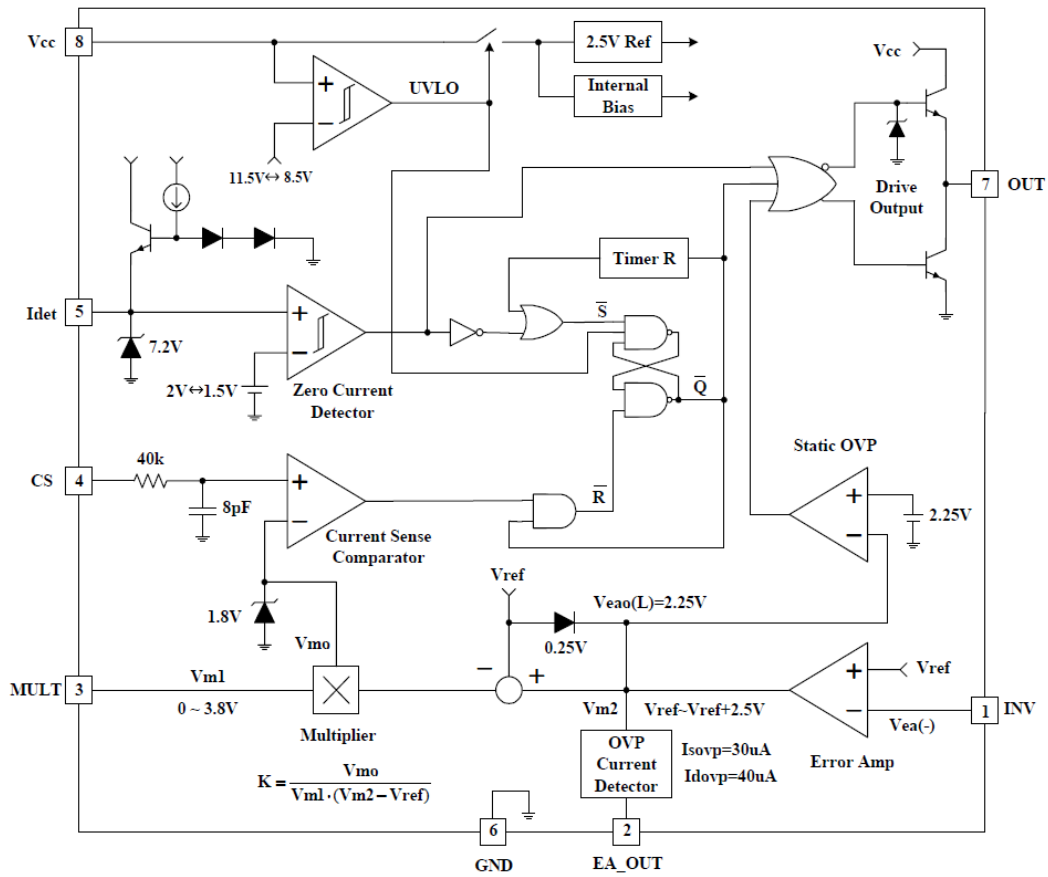 Vcc 8
2.5V Ref
Vcc
UVLO
Internal
Bias
+
−
11.5V↔8.5V
Drive
Output
7 OUT
Timer R
Idet 5
+
−
S̅
7.2V
2V↔1.5V
Zero Current
Detector
Q̅
Static OVP
40k
CS 4
8pF
+
−
R̅
+
−
2.25V
Current Sense
Comparator
Vref
1.8V
Veao(L)=2.25V
0.25V
Vmo
− +
Vref
MULT 3
Vm1
0 ~ 3.8V
Multiplier
Vm2
Vref~Vref+2.5V
+
−
1 INV
Vea(-)
OVP
Current
Detector
Isovp=30uA
Idovp=40uA
Error Amp
K = Vmo / Vm1·(Vm2−Vref)
6
GND
2
EA_OUT